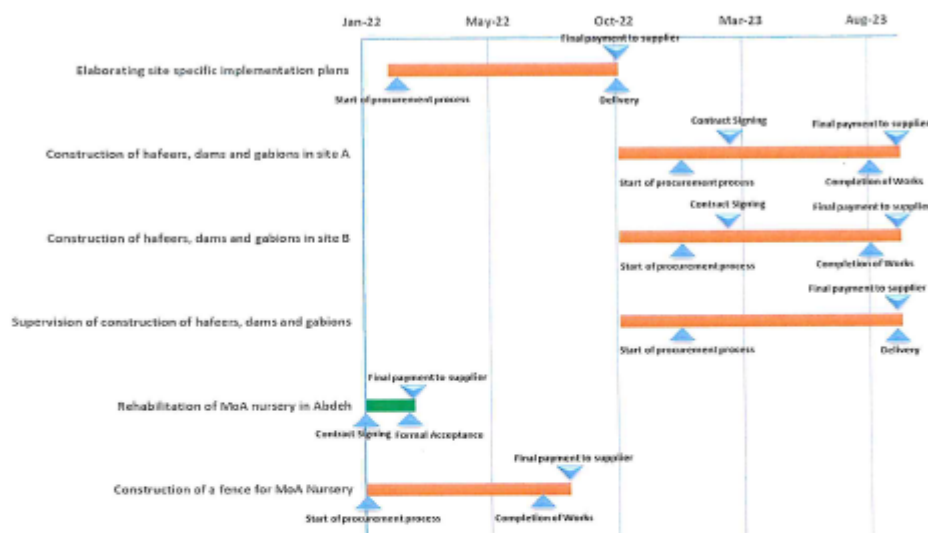 Jan-22 May-22 Oct-22 Mar-23 Aug-23
Final payment to supplier
Elaborating site specific implementation plans
Start of procurement process Delivery
Contract Signing Final payment to supplier
Construction of hafeers, dams and gabions in site A
Start of procurement process Completion of Works
Contract Signing Final payment to supplier
Construction of hafeers, dams and gabions in site B
Start of procurement process Completion of Works
Final payment to supplier
Supervision of construction of hafeers, dams and gabions
Start of procurement process Delivery
Final payment to supplier
Rehabilitation of MoA nursery in Abdeh
Contract Signing Formal Acceptance
Final payment to supplier
Construction of a fence for MoA Nursery
Start of procurement process Completion of Works